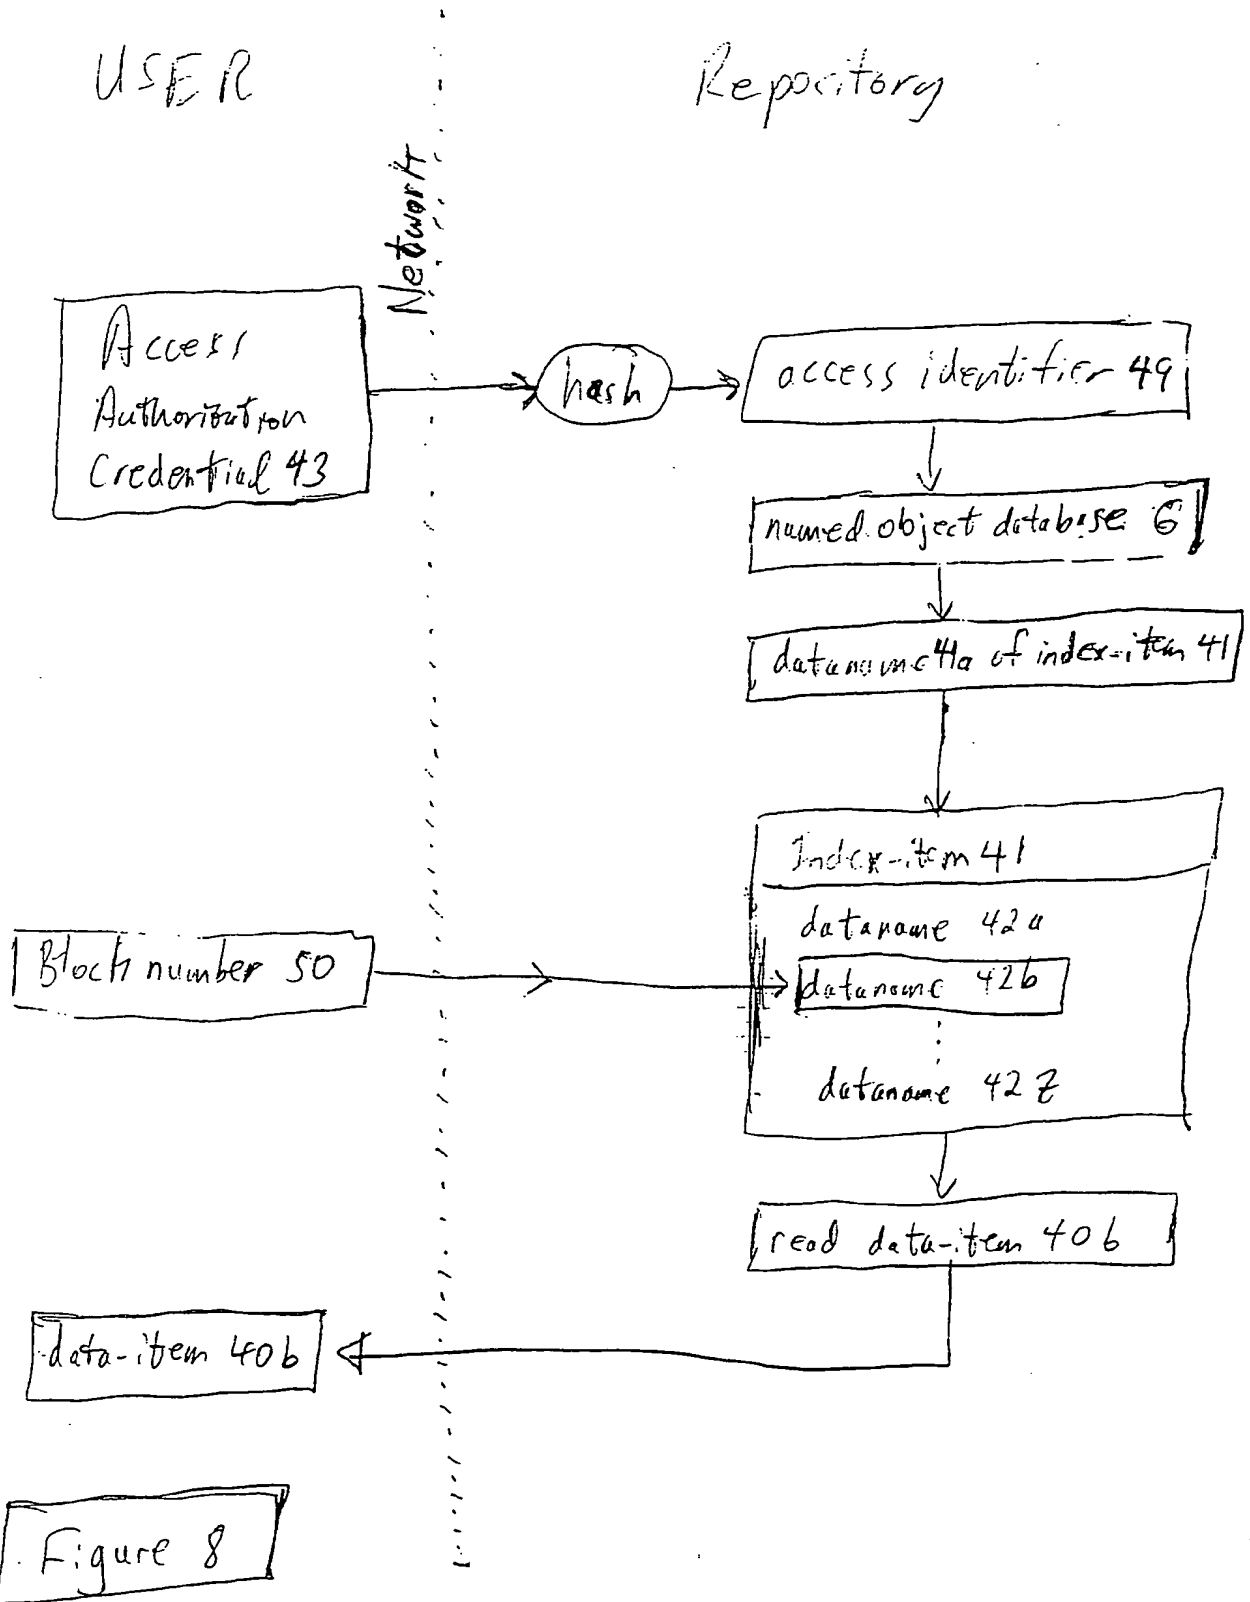 USER
Repository
Network
Access
Authorization
Credential 43
hash
access identifier 49
named object database 6
dataname 41a of index-item 41
Index-item 41
dataname 42a
Block number 50
dataname 42b
dataname 42z
read data-item 40b
data-item 40b
Figure 8